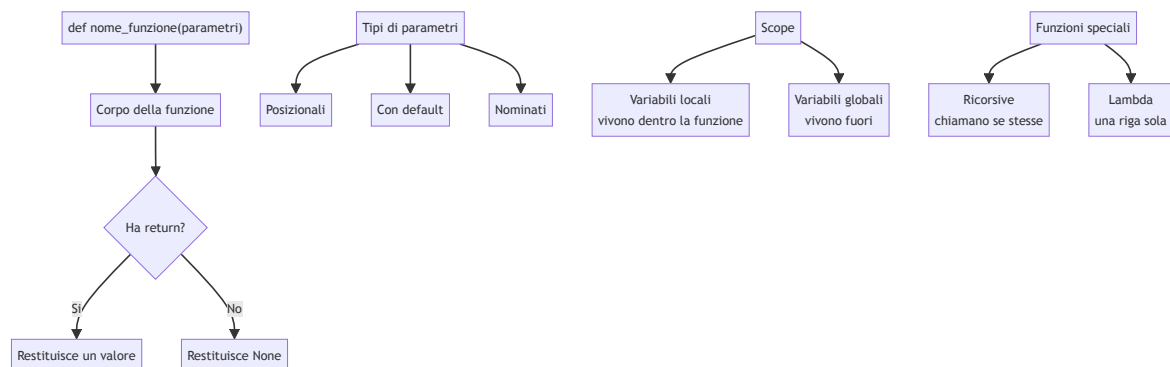 def nome_funzione(parametri)
Corpo della funzione
Ha return?
Si
No
Restituisce un valore
Restituisce None
Tipi di parametri
Posizionali
Con default
Nominati
Scope
Variabili locali
vivono dentro la funzione
Variabili globali
vivono fuori
Funzioni speciali
Ricorsive
chiamano se stesse
Lambda
una riga sola